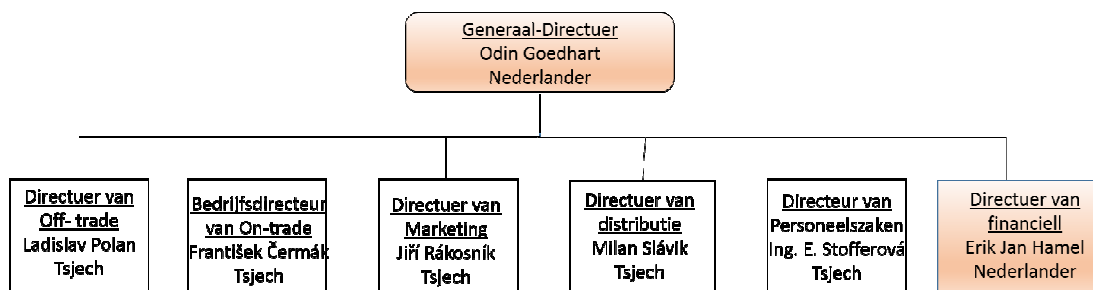 Generaal-Directuer
Odin Goedhart
Nederlander
Directuer van
Off- trade
Ladislav Polan
Tsjech
Bedrijfsdirecteur
van On-trade
František Čermák
Tsjech
Directuer van
Marketing
Jiří Rákosník
Tsjech
Directuer van
distributie
Milan Slávik
Tsjech
Directeur van
Personeelszaken
Ing. E. Stofferová
Tsjech
Directuer van
financiell
Erik Jan Hamel
Nederlander